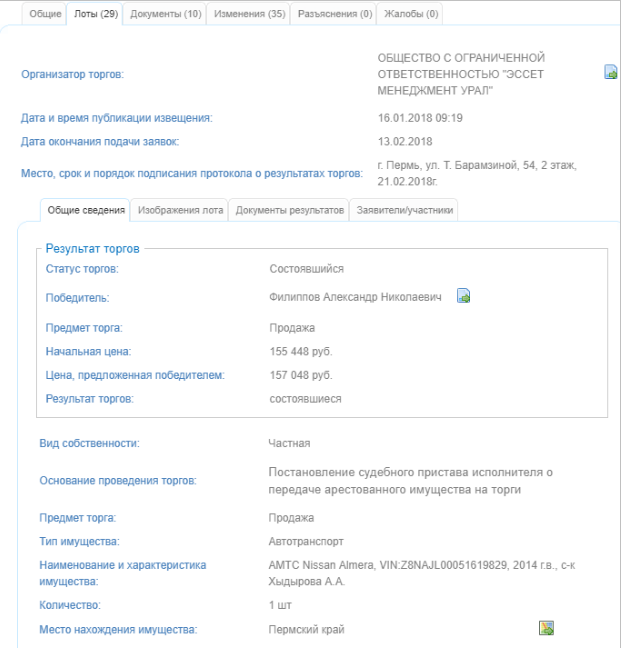 Общие Лоты (29) Документы (10) Изменения (35) Разъяснения (0) Жалобы (0)
Организатор торгов: ОБЩЕСТВО С ОГРАНИЧЕННОЙ
ОТВЕТСТВЕННОСТЬЮ "ЭССЕТ
МЕНЕДЖМЕНТ УРАЛ"
Дата и время публикации извещения: 16.01.2018 09:19
Дата окончания подачи заявок: 13.02.2018
Место, срок и порядок подписания протокола о результатах торгов: г. Пермь, ул. Т. Барамзиной, 54, 2 этаж,
21.02.2018г.
Общие сведения Изображения лота Документы результатов Заявители/участники
Результат торгов
Статус торгов: Состоявшийся
Победитель: Филиппов Александр Николаевич
Предмет торга: Продажа
Начальная цена: 155 448 руб.
Цена, предложенная победителем: 157 048 руб.
Результат торгов: состоявшиеся
Вид собственности: Частная
Основание проведения торгов: Постановление судебного пристава исполнителя о
передаче арестованного имущества на торги
Предмет торга: Продажа
Тип имущества: Автотранспорт
Наименование и характеристика
имущества: АМТС Nissan Almera, VIN:Z8NAJL00051619829, 2014 г.в., с-к
Хыдырова А.А.
Количество: 1 шт
Место нахождения имущества: Пермский край